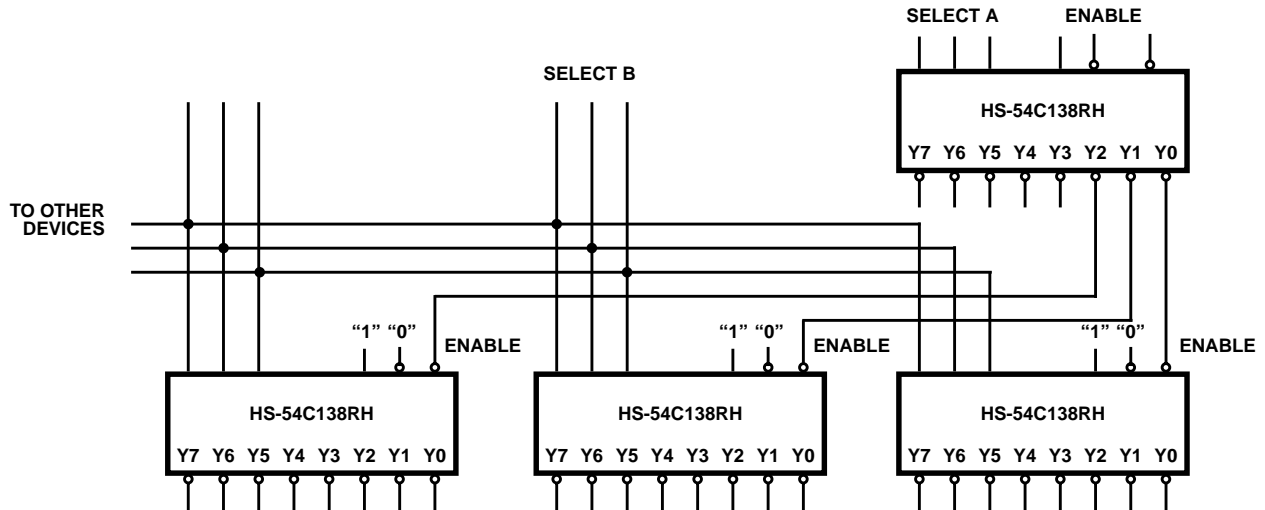 SELECT A ENABLE
SELECT B
HS-54C138RH
Y7 Y6 Y5 Y4 Y3 Y2 Y1 Y0
TO OTHER
DEVICES
“1” “0” “1” “0” “1” “0”
ENABLE ENABLE ENABLE
HS-54C138RH HS-54C138RH HS-54C138RH
Y7 Y6 Y5 Y4 Y3 Y2 Y1 Y0 Y7 Y6 Y5 Y4 Y3 Y2 Y1 Y0 Y7 Y6 Y5 Y4 Y3 Y2 Y1 Y0